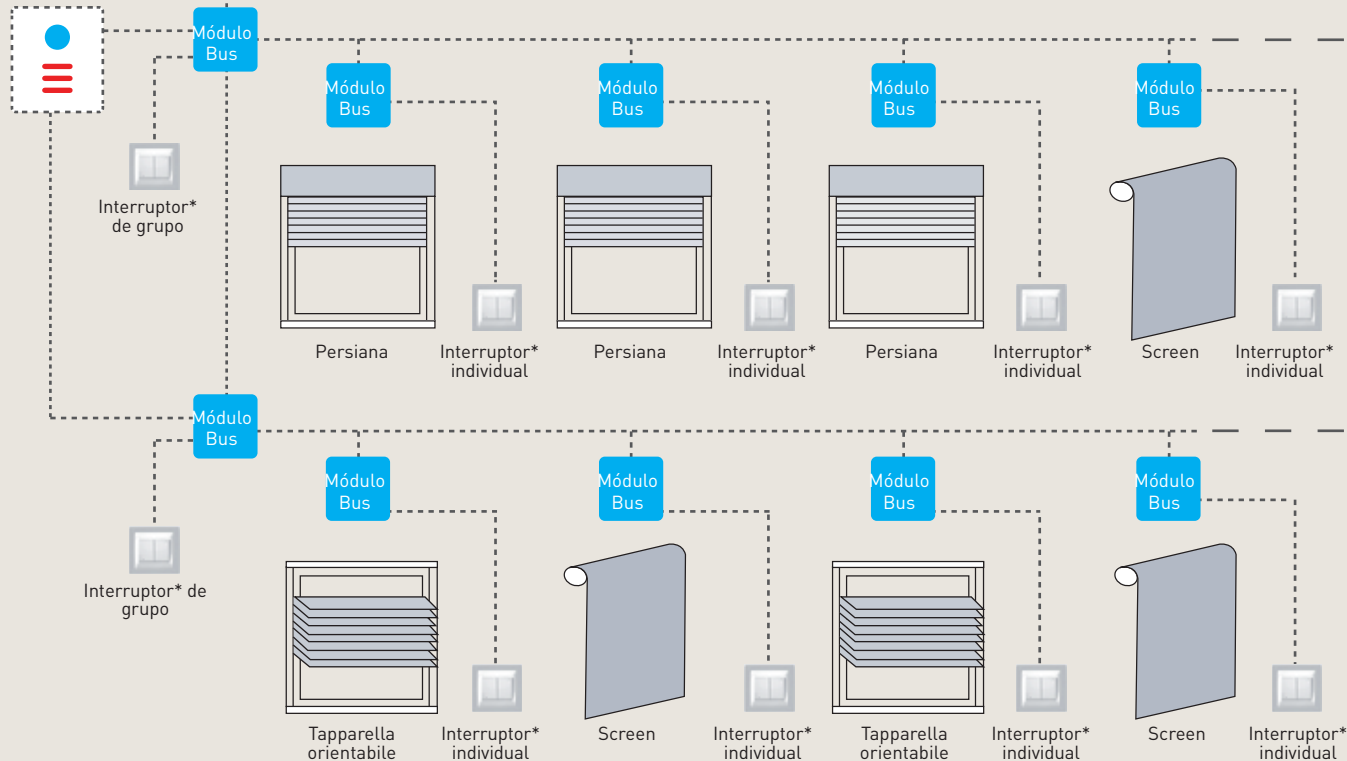 Módulo
Bus
Módulo
Bus
Módulo
Bus
Módulo
Bus
Módulo
Bus
Interruptor*
de grupo
Persiana
Interruptor*
individual
Persiana
Interruptor*
individual
Persiana
Interruptor*
individual
Screen
Interruptor*
individual
Módulo
Bus
Módulo
Bus
Módulo
Bus
Módulo
Bus
Módulo
Bus
Interruptor* de
grupo
Tapparella
orientabile
Interruptor*
individual
Screen
Interruptor*
individual
Tapparella
orientabile
Interruptor*
individual
Screen
Interruptor*
individual